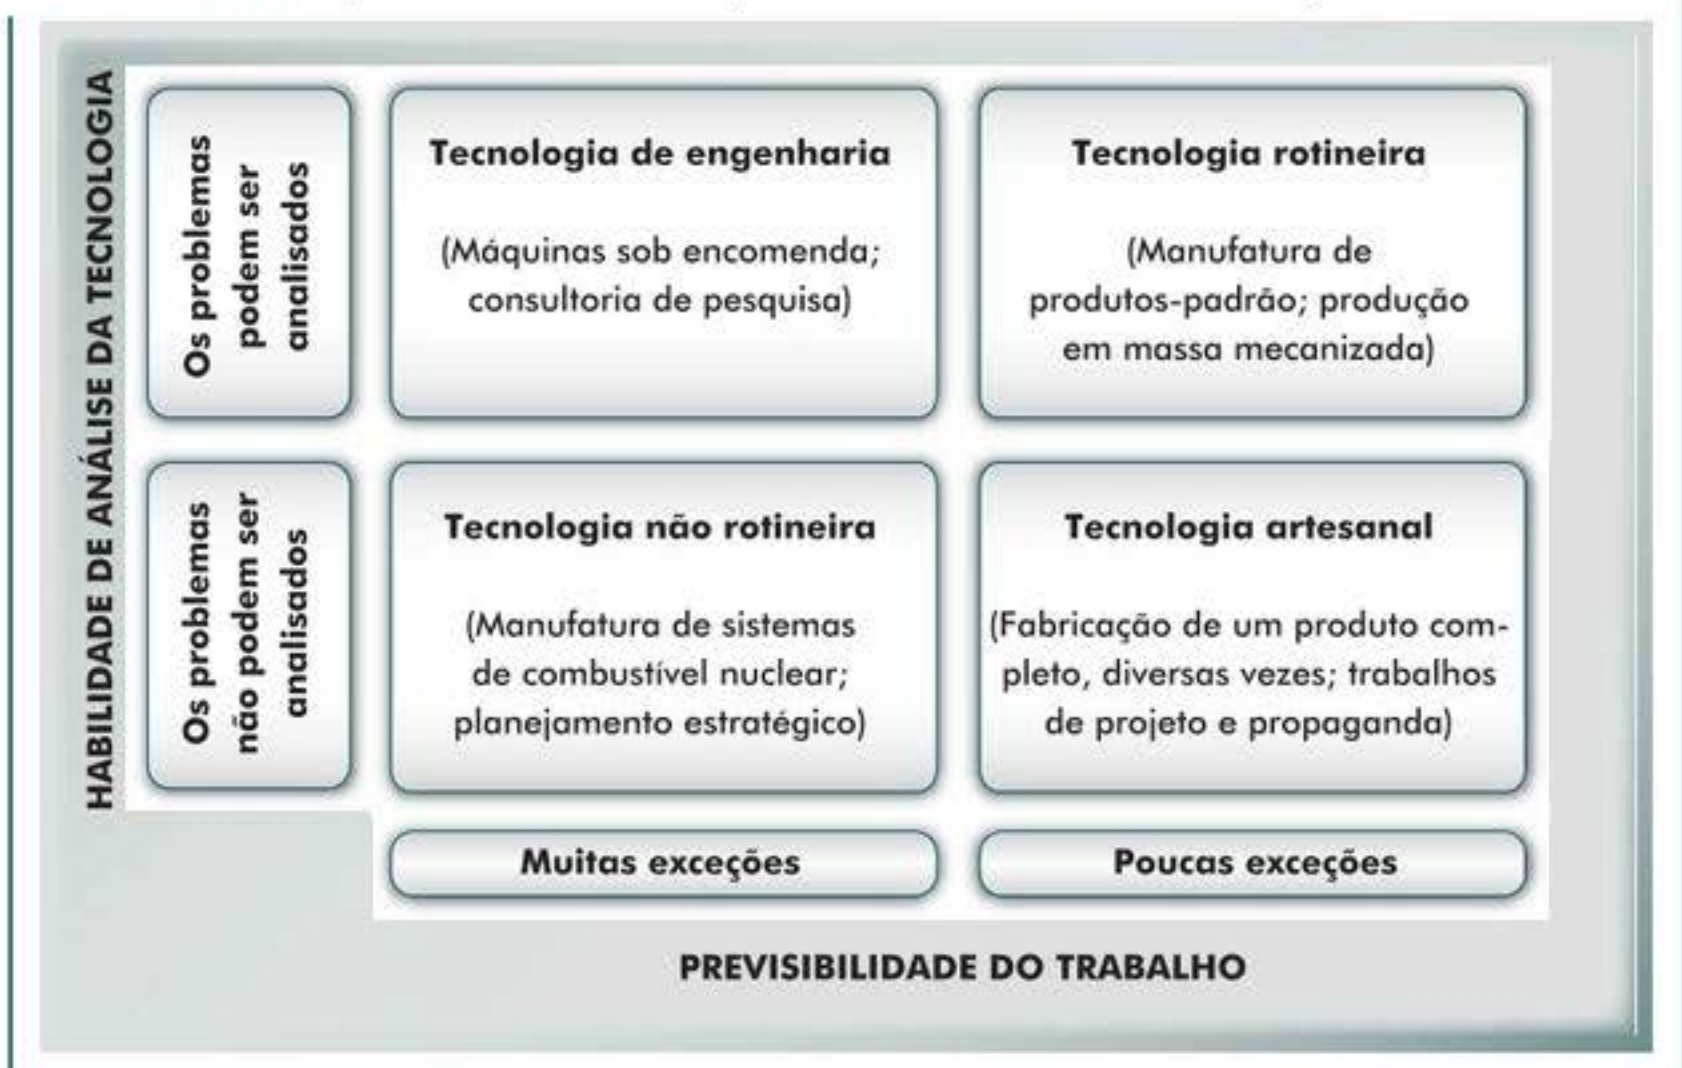 HABILIDADE DE ANÁLISE DA TECNOLOGIA
Os problemas
podem ser
analisados
Tecnologia de engenharia
(Máquinas sob encomenda;
consultoria de pesquisa)
Tecnologia rotineira
(Manufatura de
produtos-padrão; produção
em massa mecanizada)
Os problemas
não podem ser
analisados
Tecnologia não rotineira
(Manufatura de sistemas
de combustível nuclear;
planejamento estratégico)
Tecnologia artesanal
(Fabricação de um produto com-
pleto, diversas vezes; trabalhos
de projeto e propaganda)
Muitas exceções
Poucas exceções
PREVISIBILIDADE DO TRABALHO